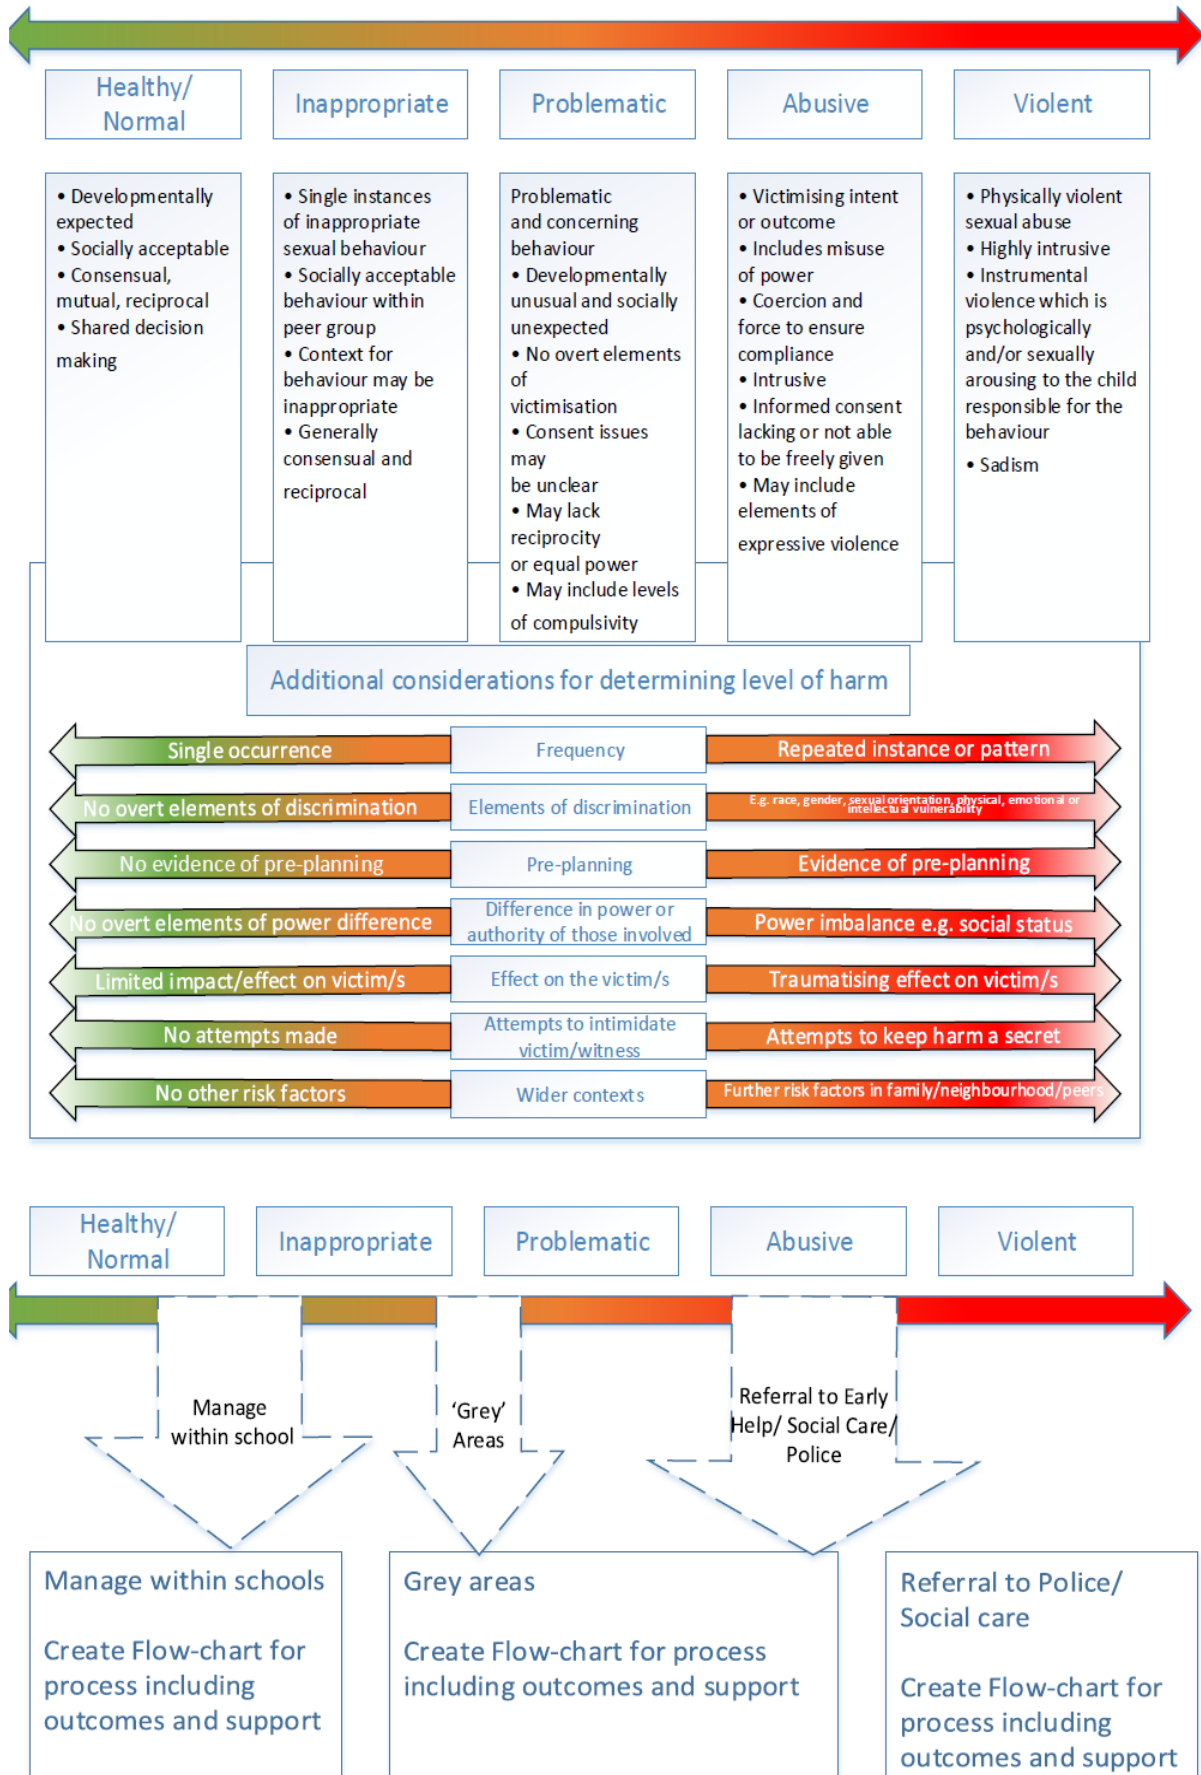 Healthy/
Normal
Inappropriate
Problematic
Abusive
Violent
• Developmentally
expected
• Socially acceptable
• Consensual,
mutual, reciprocal
• Shared decision
making
• Single instances
of inappropriate
sexual behaviour
• Socially acceptable
behaviour within
peer group
• Context for
behaviour may be
inappropriate
• Generally
consensual and
reciprocal
Problematic
and concerning
behaviour
• Developmentally
unusual and socially
unexpected
• No overt elements
of
victimisation
• Consent issues
may
be unclear
• May lack
reciprocity
or equal power
• May include levels
of compulsivity
• Victimising intent
or outcome
• Includes misuse
of power
• Coercion and
force to ensure
compliance
• Intrusive
• Informed consent
lacking or not able
to be freely given
• May include
elements of
expressive violence
• Physically violent
sexual abuse
• Highly intrusive
• Instrumental
violence which is
psychologically
and/or sexually
arousing to the child
responsible for the
behaviour
• Sadism
Additional considerations for determining level of harm
Single occurrence
Frequency
Repeated instance or pattern
No overt elements of discrimination
Elements of discrimination
E.g. race, gender, sexual orientation, physical, emotional or
intellectual vulnerability
No evidence of pre-planning
Pre-planning
Evidence of pre-planning
No overt elements of power difference
Difference in power or
authority of those involved
Power imbalance e.g. social status
Limited impact/effect on victim/s
Effect on the victim/s
Traumatising effect on victim/s
No attempts made
Attempts to intimidate
victim/witness
Attempts to keep harm a secret
No other risk factors
Wider contexts
Further risk factors in family/neighbourhood/peers
Healthy/
Normal
Inappropriate
Problematic
Abusive
Violent
Manage
within school
‘Grey’
Areas
Referral to Early
Help/ Social Care/
Police
Manage within schools
Create Flow-chart for
process including
outcomes and support
Grey areas
Create Flow-chart for process
including outcomes and support
Referral to Police/
Social care
Create Flow-chart for
process including
outcomes and support